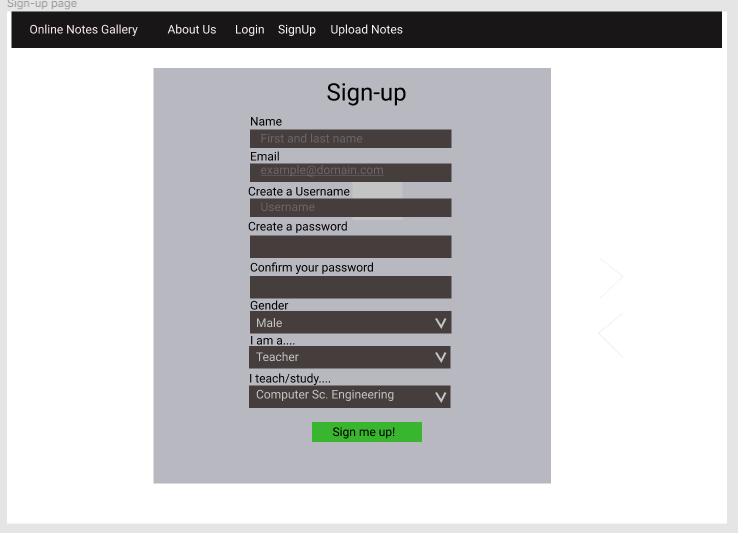 Sign-up page
Online Notes Gallery About Us Login SignUp Upload Notes
Sign-up
Name
First and last name
Email
example@domain.com
Create a Username
Username
Create a password
Confirm your password
Gender
Male
I am a....
Teacher
I teach/study....
Computer Sc. Engineering
Sign me up!